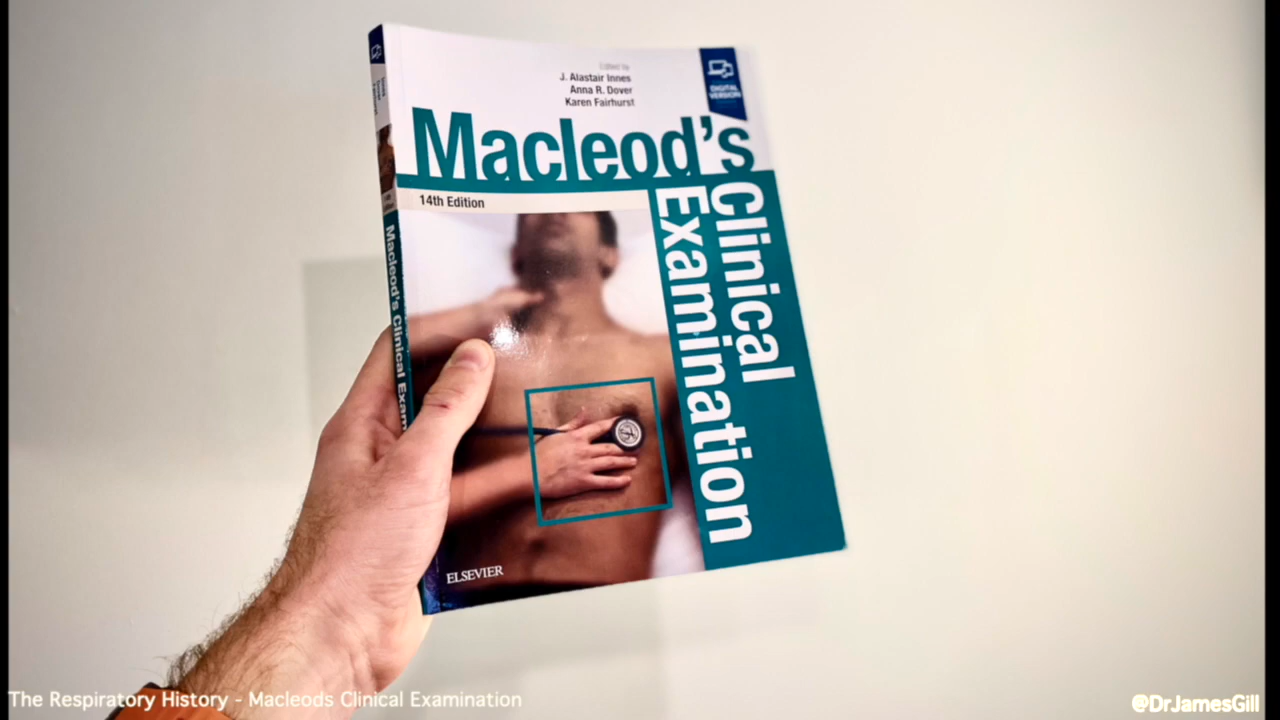 Edited by
J. Alastair Innes
Anna R. Dover
Karen Fairhurst
DIGITAL
VERSION
Macleod's
14th Edition
Clinical
Examination
Macleod's Clinical Exam
ELSEVIER
The Respiratory History - Macleods Clinical Examination
@DrJamesGill